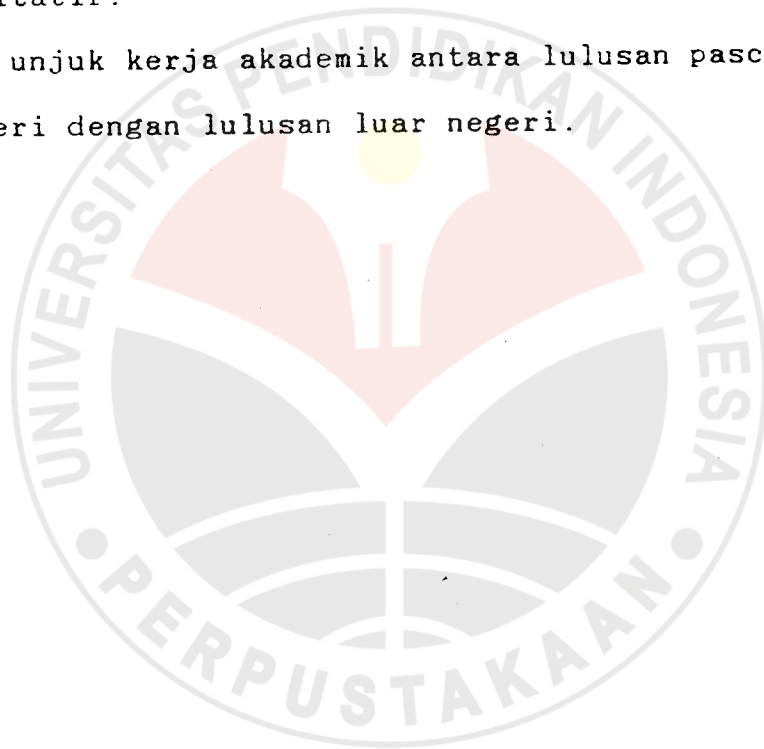 unjuk kerja akademik antara lulusan pasc
eri dengan lulusan luar negeri.
UNIVERSITAS PENDIDIKAN INDONESIA
PERPUSTAKAAN